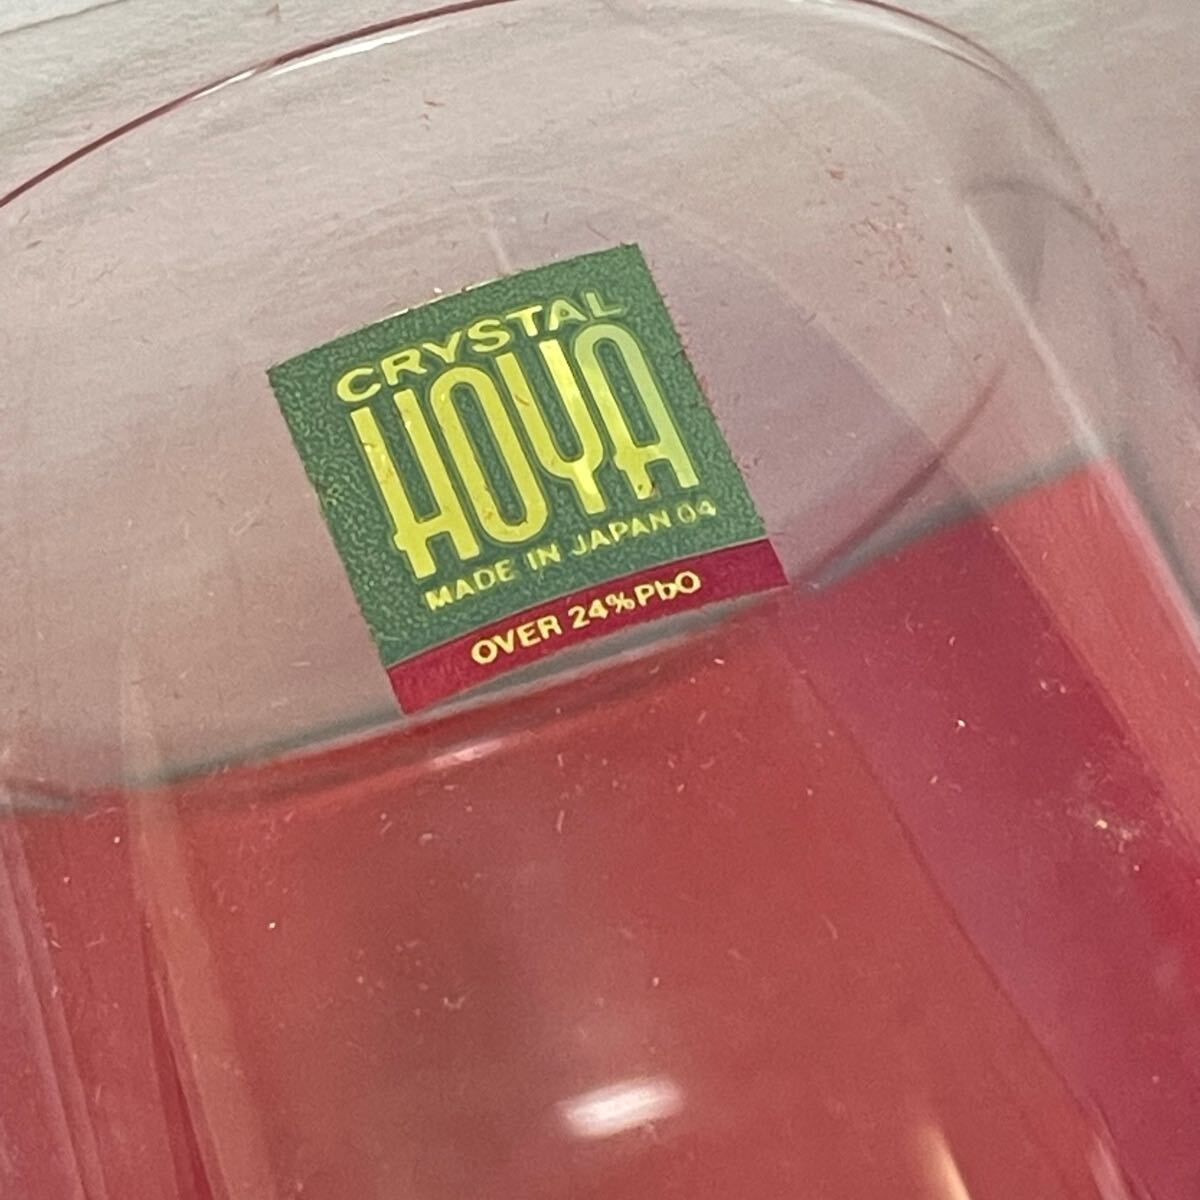 CRYSTAL
HOYA
MADE IN JAPAN 04
OVER 24%PbO